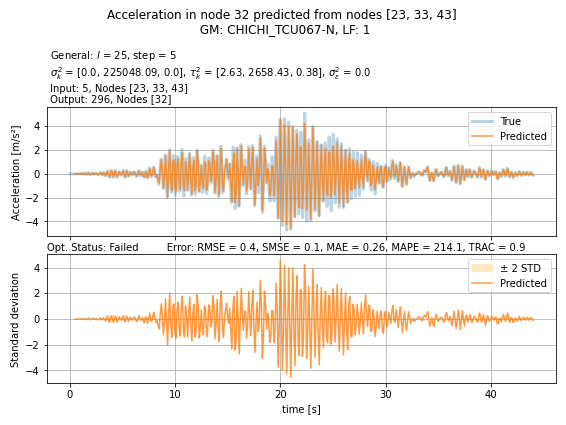 Acceleration in node 32 predicted from nodes [23, 33, 43]
GM: CHICHI_TCU067-N, LF: 1
General: l = 25, step = 5
σ²ₖ = [0.0, 225048.09, 0.0], τ²ₖ = [2.63, 2658.43, 0.38], σ²ε = 0.0
Input: 5, Nodes [23, 33, 43]
Output: 296, Nodes [32]
Acceleration [m/s²]
4
2
0
−2
−4
True
Predicted
Opt. Status: Failed Error: RMSE = 0.4, SMSE = 0.1, MAE = 0.26, MAPE = 214.1, TRAC = 0.9
Standard deviation
4
2
0
−2
−4
± 2 STD
Predicted
0 10 20 30 40
time [s]